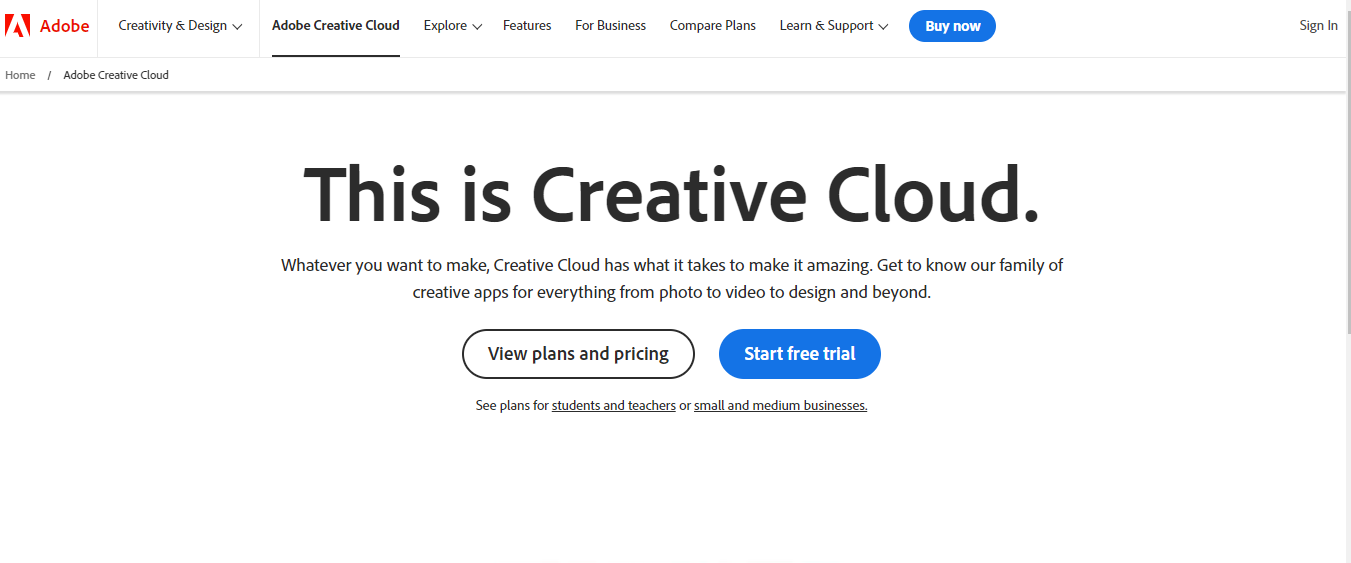 Adobe Creativity & Design Adobe Creative Cloud Explore Features For Business Compare Plans Learn & Support Buy now Sign In
Home / Adobe Creative Cloud
This is Creative Cloud.
Whatever you want to make, Creative Cloud has what it takes to make it amazing. Get to know our family of
creative apps for everything from photo to video to design and beyond.
View plans and pricing Start free trial
See plans for students and teachers or small and medium businesses.